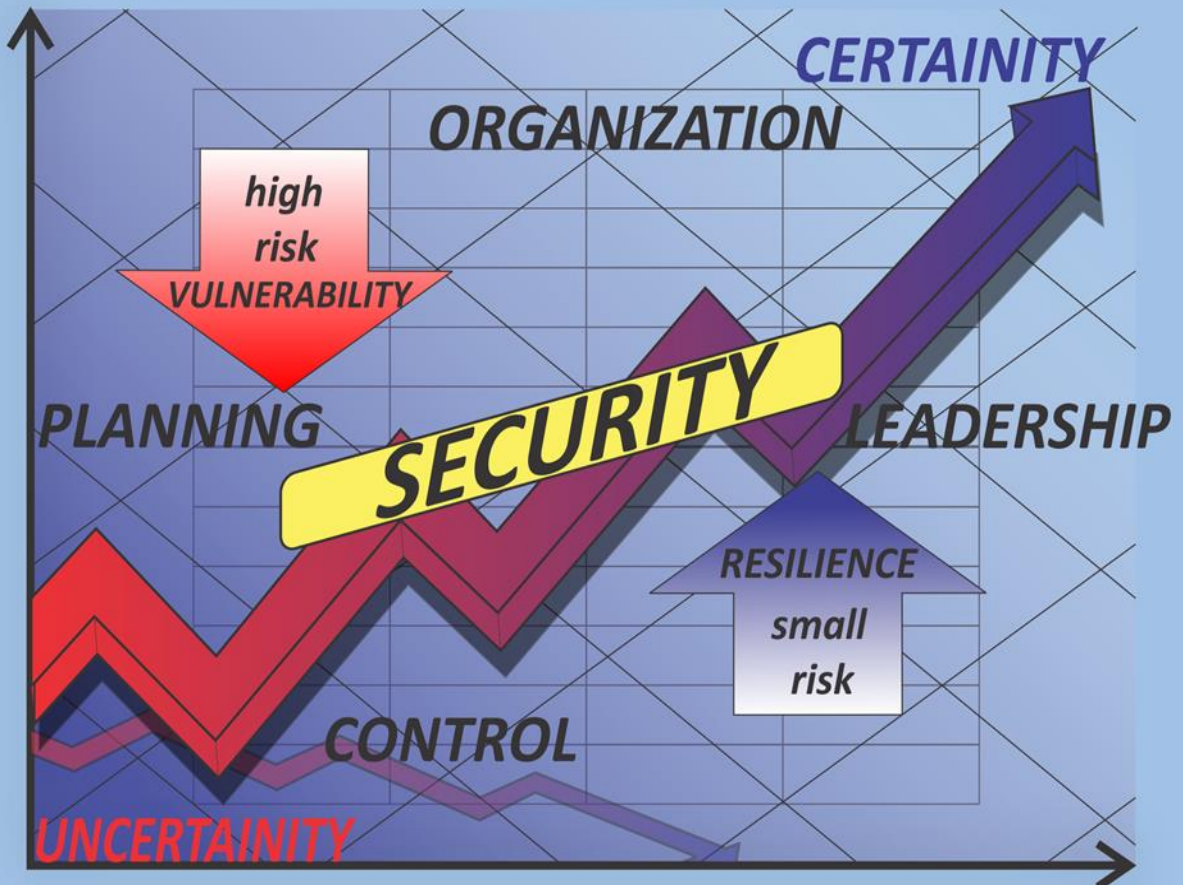 CERTAINITY
ORGANIZATION
high
risk
VULNERABILITY
SECURITY
PLANNING
LEADERSHIP
RESILIENCE
small
risk
CONTROL
UNCERTAINITY